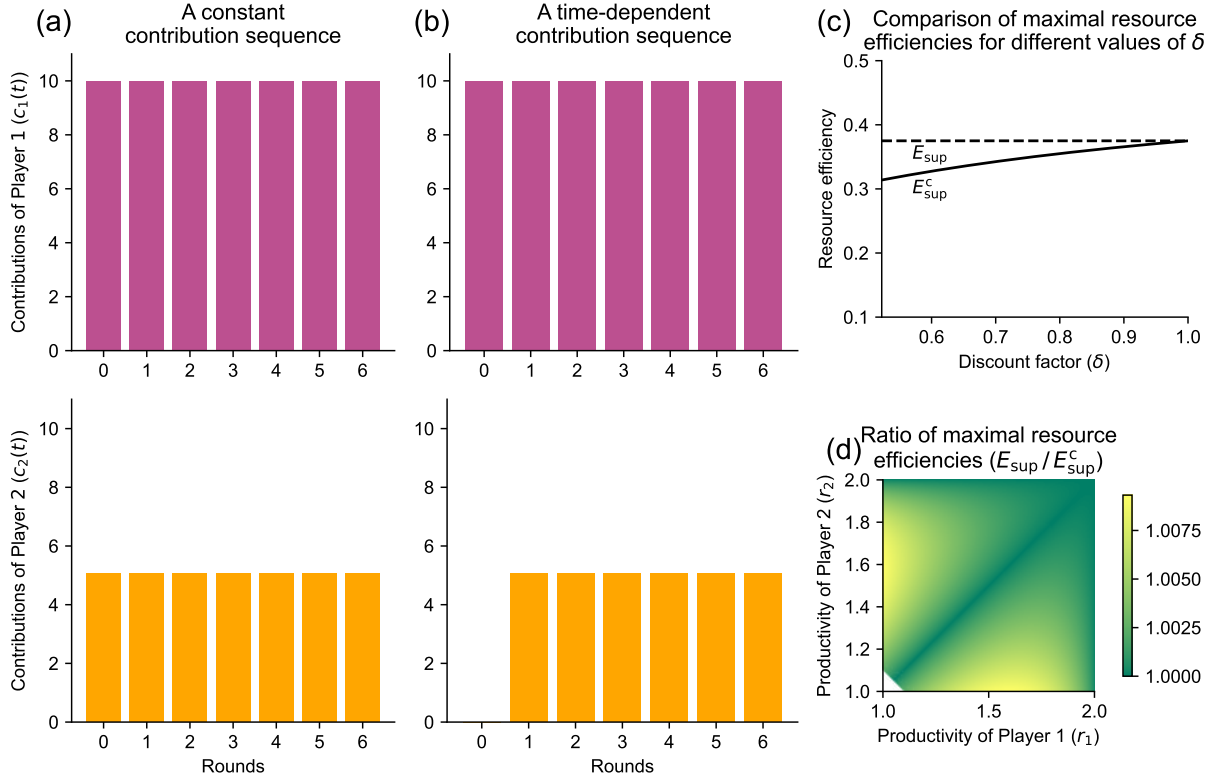 (a)
A constant
contribution sequence
Contributions of Player 1 (c₁(t))
10
8
6
4
2
0
0 1 2 3 4 5 6
(b)
A time-dependent
contribution sequence
10
8
6
4
2
0
0 1 2 3 4 5 6
(c)
Comparison of maximal resource
efficiencies for different values of δ
Resource efficiency
0.5
0.4
0.3
0.2
0.1
E_sup
E^c_sup
0.6 0.7 0.8 0.9 1.0
Discount factor (δ)
Contributions of Player 2 (c₂(t))
10
8
6
4
2
0
0 1 2 3 4 5 6
Rounds
10
8
6
4
2
0
0 1 2 3 4 5 6
Rounds
(d)
Ratio of maximal resource
efficiencies (E_sup / E^c_sup)
Productivity of Player 2 (r₂)
2.0
1.8
1.6
1.4
1.2
1.0
1.0 1.5 2.0
Productivity of Player 1 (r₁)
1.0075
1.0050
1.0025
1.0000